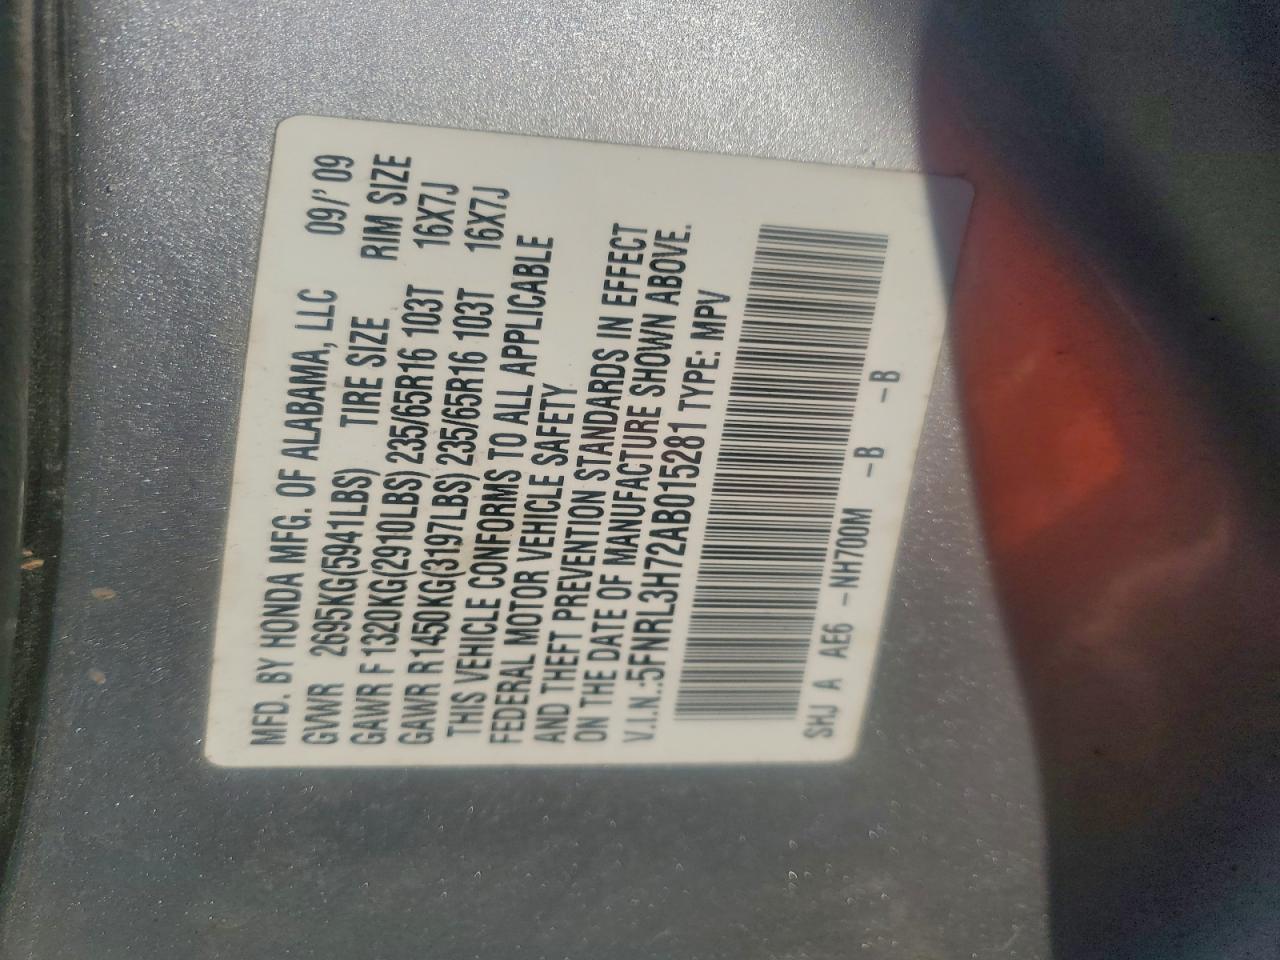 MFD. BY HONDA MFG. OF ALABAMA, LLC 09/' 09
GVWR 2695KG(5941LBS) TIRE SIZE RIM SIZE
GAWR F 1320KG(2910LBS) 235/65R16 103T 16X7J
GAWR R1450KG(3197LBS) 235/65R16 103T 16X7J
THIS VEHICLE CONFORMS TO ALL APPLICABLE
FEDERAL MOTOR VEHICLE SAFETY
AND THEFT PREVENTION STANDARDS IN EFFECT
ON THE DATE OF MANUFACTURE SHOWN ABOVE.
V.I.N.:5FNRL3H72AB015281 TYPE: MPV
SHJ A AE6 -NH700M -B -B